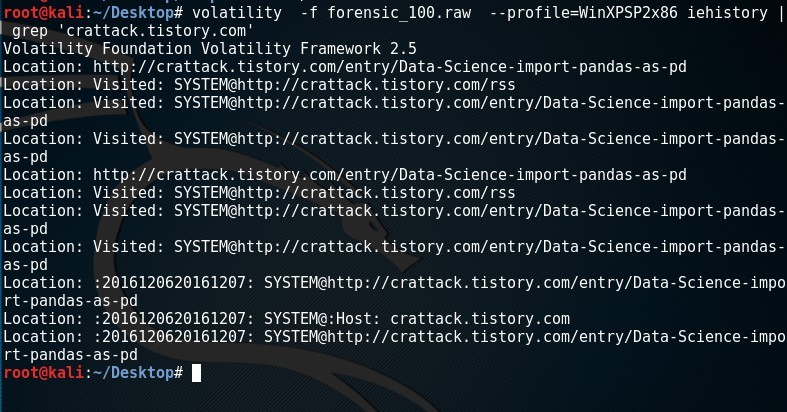 root@kali:~/Desktop# volatility  -f forensic_100.raw  --profile=WinXPSP2x86 iehistory |
 grep 'crattack.tistory.com'
Volatility Foundation Volatility Framework 2.5
Location: http://crattack.tistory.com/entry/Data-Science-import-pandas-as-pd
Location: Visited: SYSTEM@http://crattack.tistory.com/rss
Location: Visited: SYSTEM@http://crattack.tistory.com/entry/Data-Science-import-pandas-
as-pd
Location: Visited: SYSTEM@http://crattack.tistory.com/entry/Data-Science-import-pandas-
as-pd
Location: http://crattack.tistory.com/entry/Data-Science-import-pandas-as-pd
Location: Visited: SYSTEM@http://crattack.tistory.com/rss
Location: Visited: SYSTEM@http://crattack.tistory.com/entry/Data-Science-import-pandas-
as-pd
Location: Visited: SYSTEM@http://crattack.tistory.com/entry/Data-Science-import-pandas-
as-pd
Location: :2016120620161207: SYSTEM@http://crattack.tistory.com/entry/Data-Science-impo
rt-pandas-as-pd
Location: :2016120620161207: SYSTEM@:Host: crattack.tistory.com
Location: :2016120620161207: SYSTEM@http://crattack.tistory.com/entry/Data-Science-impo
rt-pandas-as-pd
root@kali:~/Desktop#